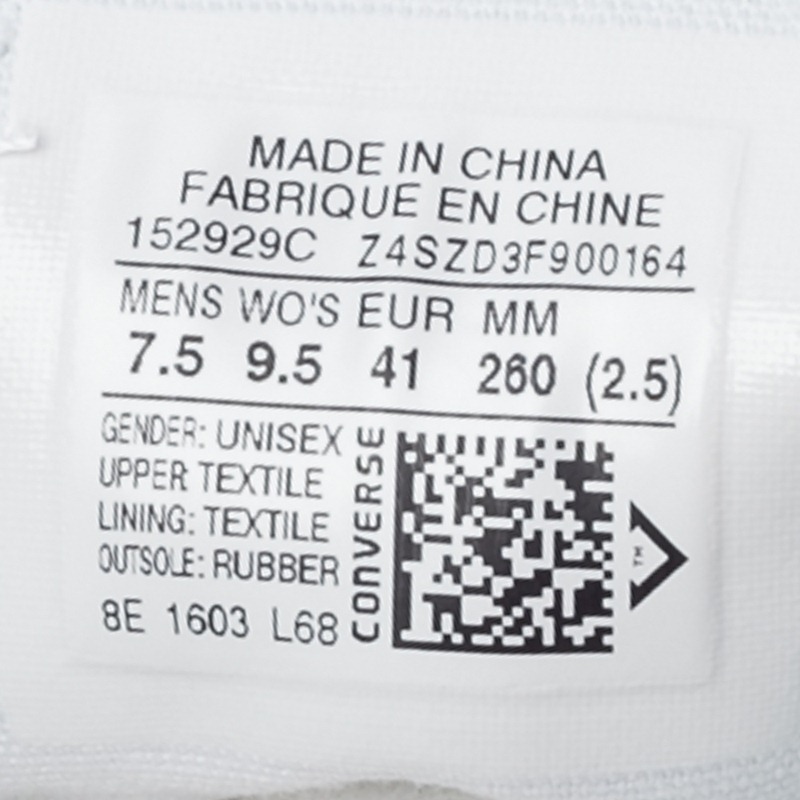 MADE IN CHINA
FABRIQUE EN CHINE
152929C Z4SZD3F900164
MENS WO'S EUR MM
7.5 9.5 41 260 (2.5)
GENDER: UNISEX
UPPER TEXTILE
LINING: TEXTILE
OUTSOLE: RUBBER
8E 1603 L68
CONVERSE
TM